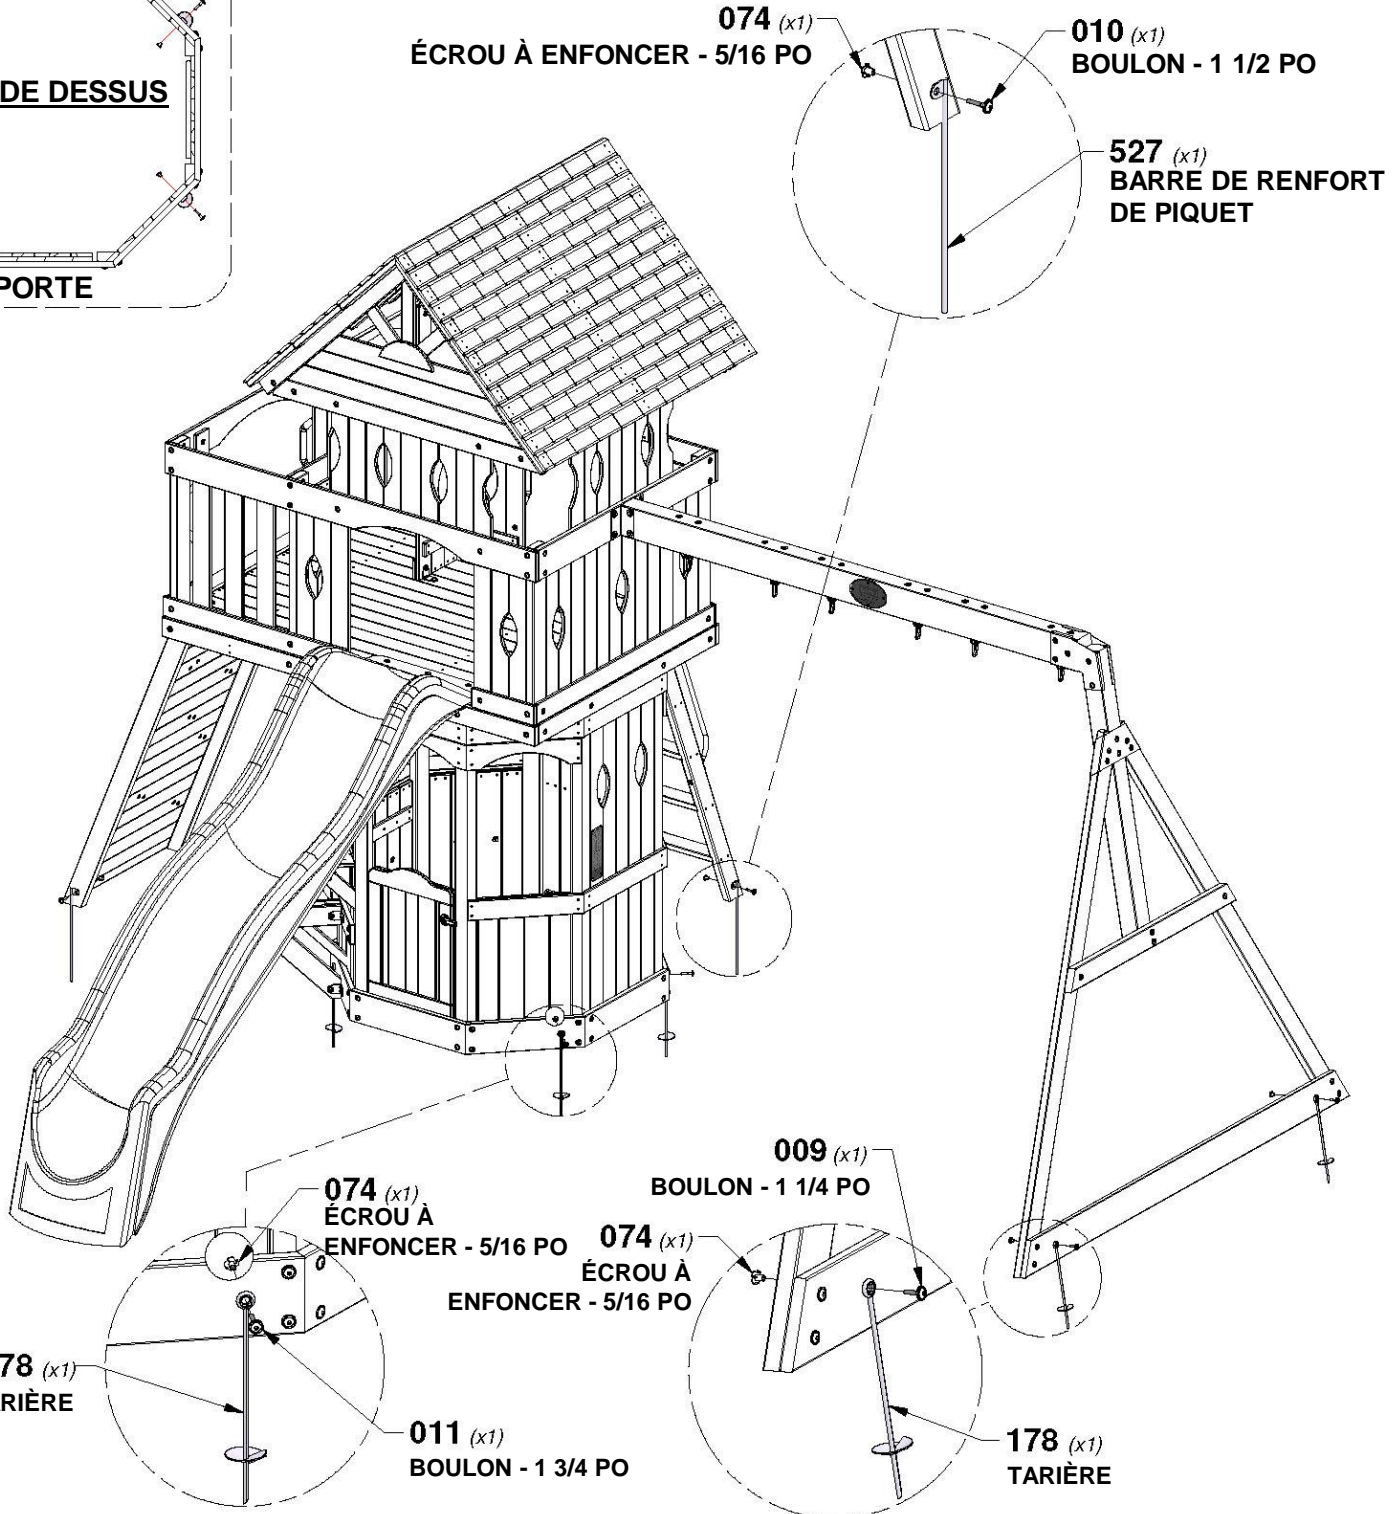 074 (x1)
ÉCROU À ENFONCER - 5/16 PO
010 (x1)
BOULON - 1 1/2 PO
DE DESSUS
527 (x1)
BARRE DE RENFORT
DE PIQUET
PORTE
074 (x1)
ÉCROU À
ENFONCER - 5/16 PO
009 (x1)
BOULON - 1 1/4 PO
074 (x1)
ÉCROU À
ENFONCER - 5/16 PO
78 (x1)
RIÈRE
011 (x1)
BOULON - 1 3/4 PO
178 (x1)
TARIÈRE